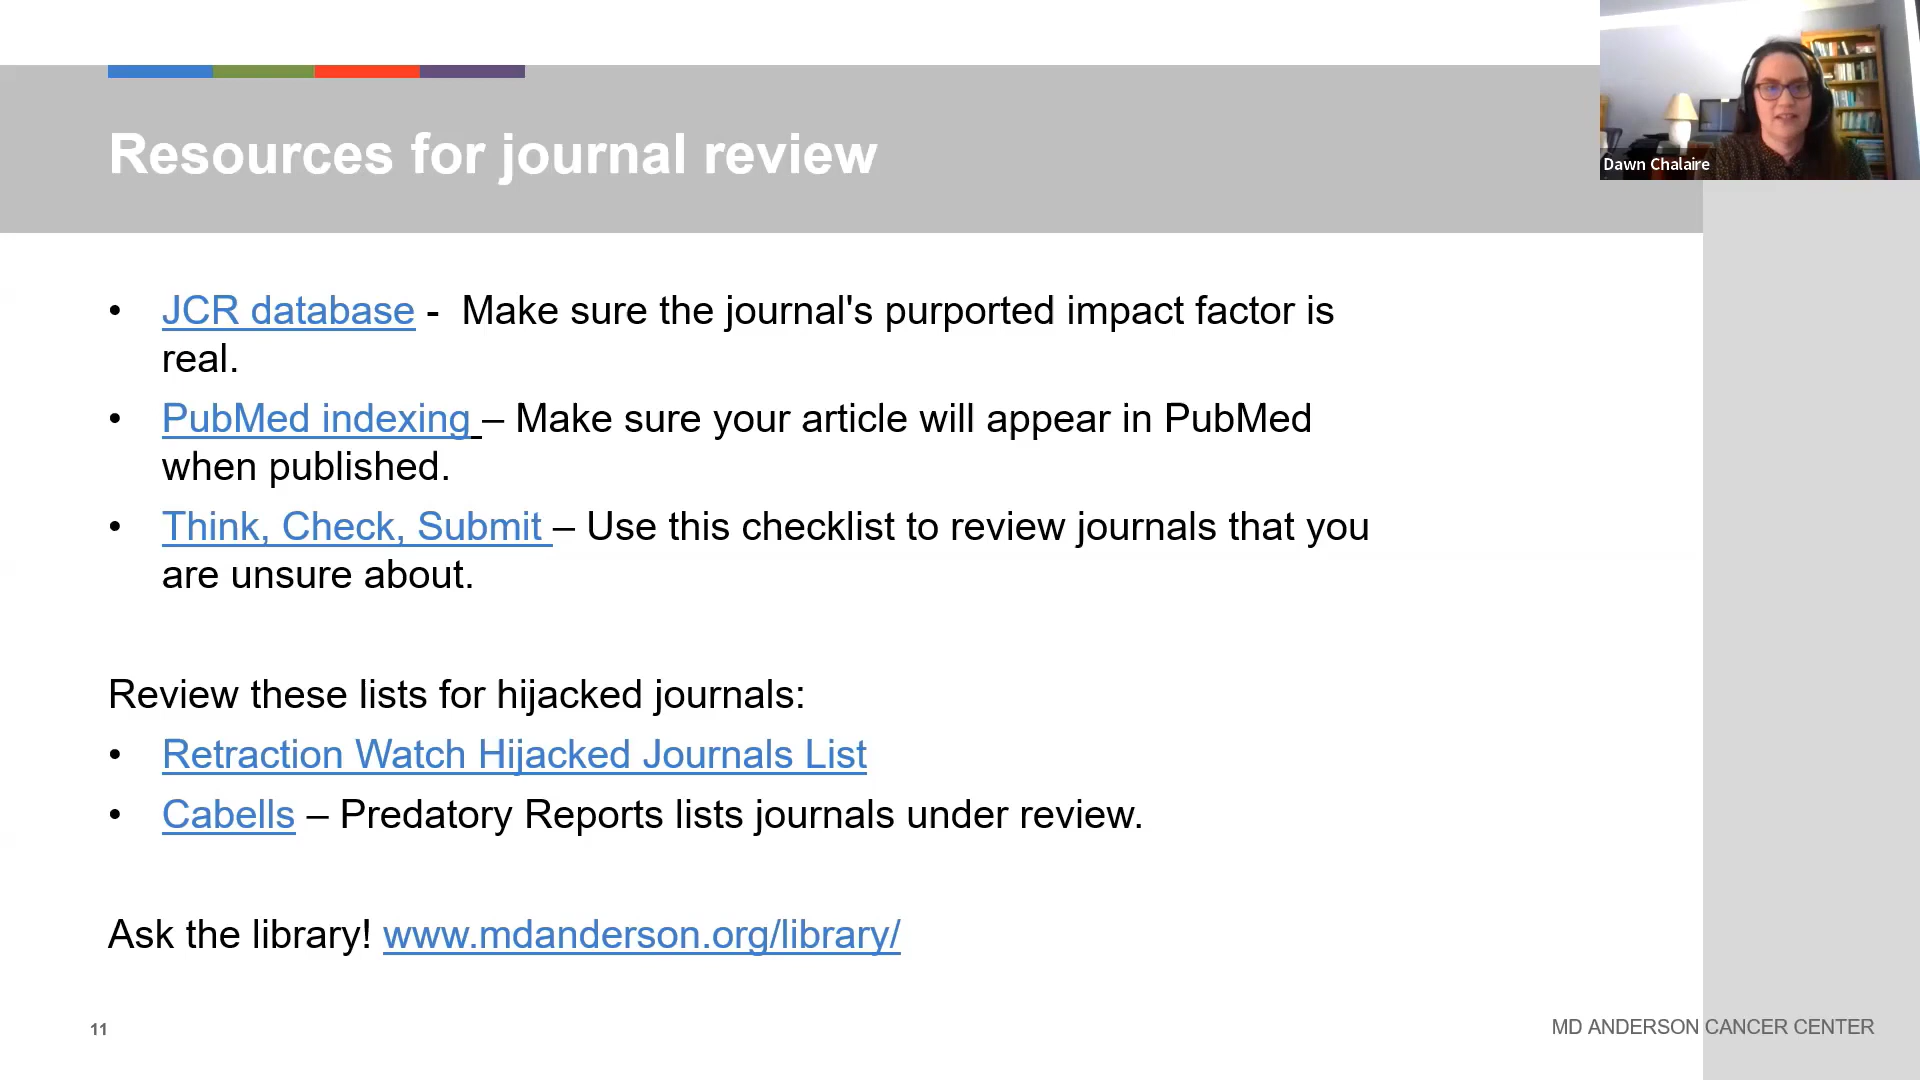 Resources for journal review
Dawn Chalaire
• JCR database -  Make sure the journal's purported impact factor is
real.
• PubMed indexing – Make sure your article will appear in PubMed
when published.
• Think, Check, Submit – Use this checklist to review journals that you
are unsure about.
Review these lists for hijacked journals:
• Retraction Watch Hijacked Journals List
• Cabells – Predatory Reports lists journals under review.
Ask the library! www.mdanderson.org/library/
11
MD ANDERSON CANCER CENTER